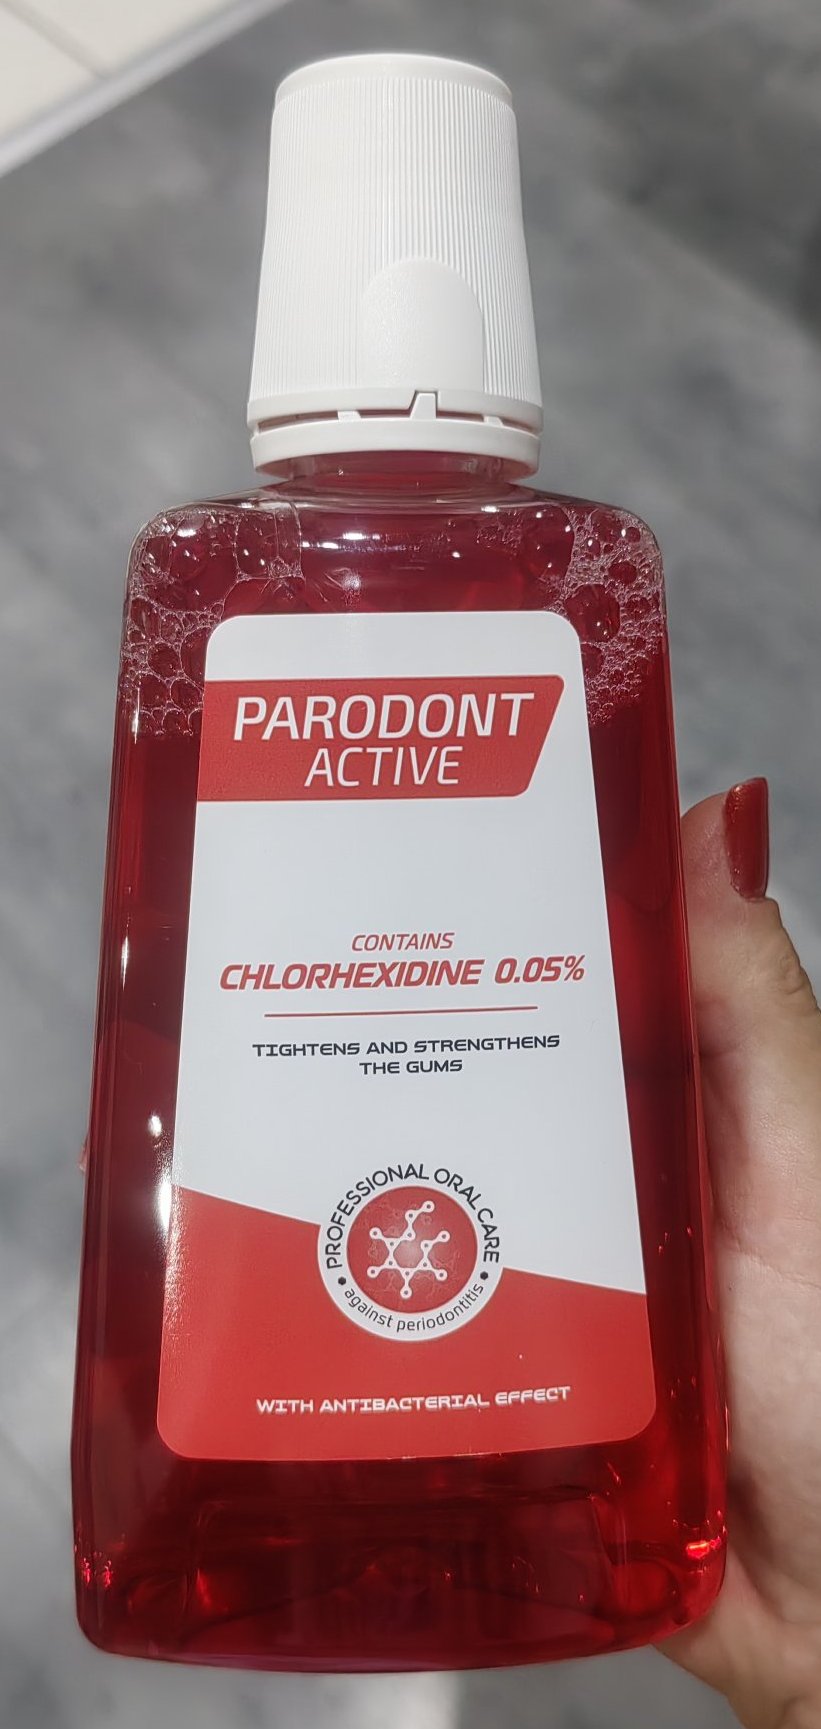 PARODONT
ACTIVE
CONTAINS
CHLORHEXIDINE 0.05%
TIGHTENS AND STRENGTHENS
THE GUMS
PROFESSIONAL ORAL CARE
against periodontitis
WITH ANTIBACTERIAL EFFECT